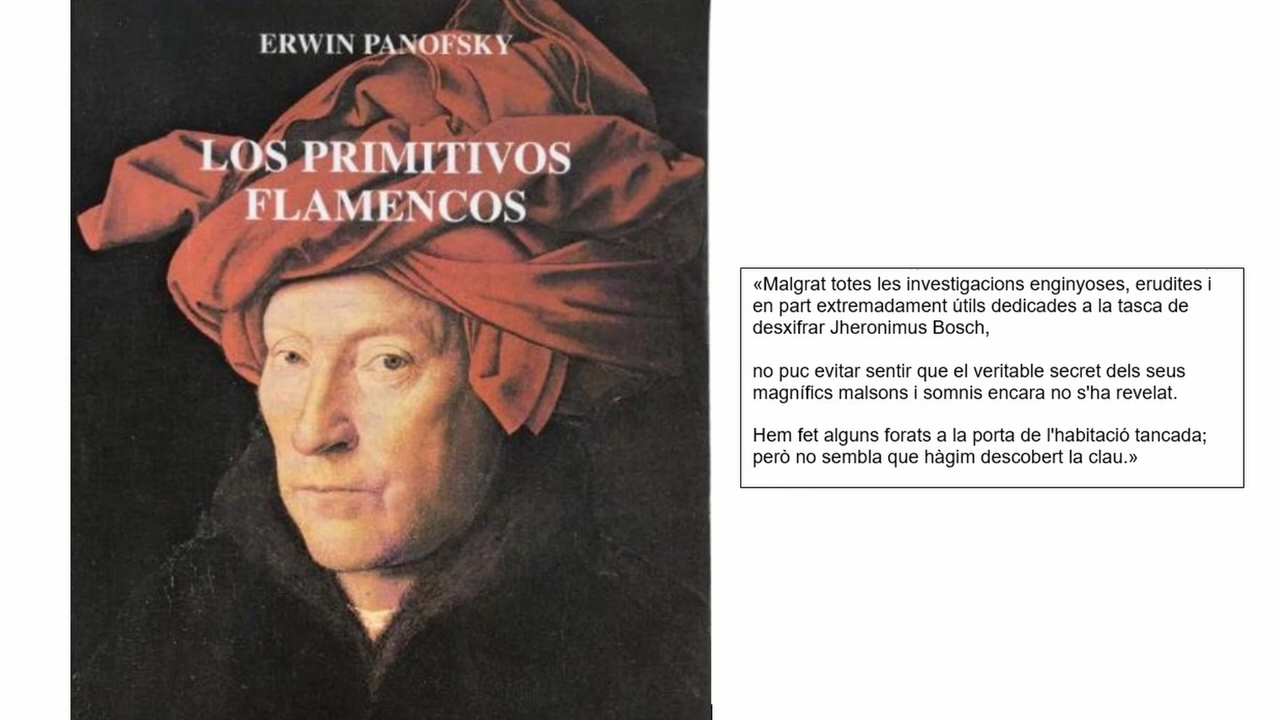 ERWIN PANOFSKY
LOS PRIMITIVOS
FLAMENCOS
«Malgrat totes les investigacions enginyoses, erudites i
en part extremadament útils dedicades a la tasca de
desxifrar Jheronimus Bosch,
no puc evitar sentir que el veritable secret dels seus
magnífics malsons i somnis encara no s'ha revelat.
Hem fet alguns forats a la porta de l'habitació tancada;
però no sembla que hàgim descobert la clau.»